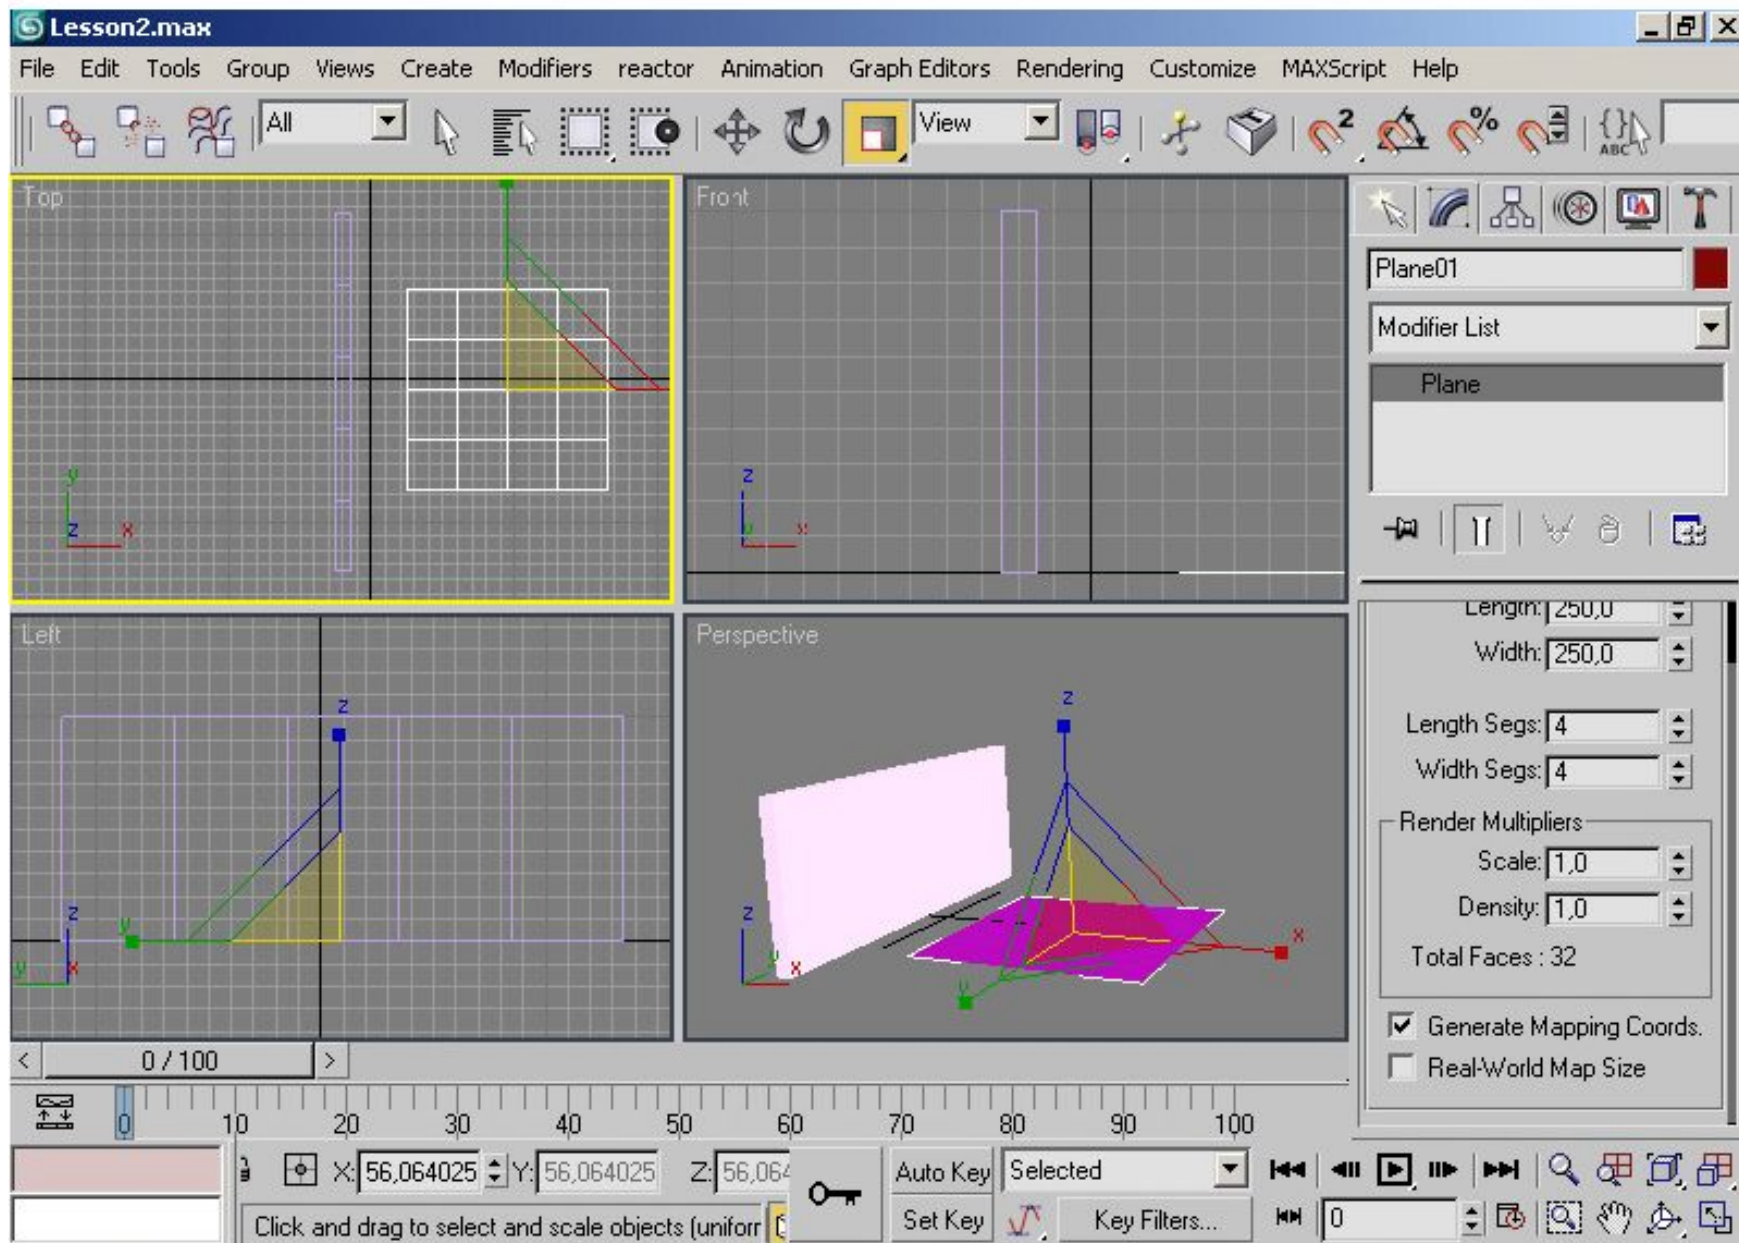 Lesson2.max
File Edit Tools Group Views Create Modifiers reactor Animation Graph Editors Rendering Customize MAXScript Help
All
View
2
%
ABC
Top
Front
Plane01
Modifier List
Plane
y
z x
z
y x
Left
Perspective
Length: 250,0
Width: 250,0
Length Segs: 4
Width Segs: 4
Render Multipliers
Scale: 1,0
Density: 1,0
Total Faces : 32
Generate Mapping Coords.
Real-World Map Size
z
y
z
y x
z
x
y
z
y x
< 0 / 100 >
0 10 20 30 40 50 60 70 80 90 100
X: 56,064025 Y: 56,064025 Z: 56,064
Auto Key Selected
Click and drag to select and scale objects (uniforr
Set Key Key Filters... 0